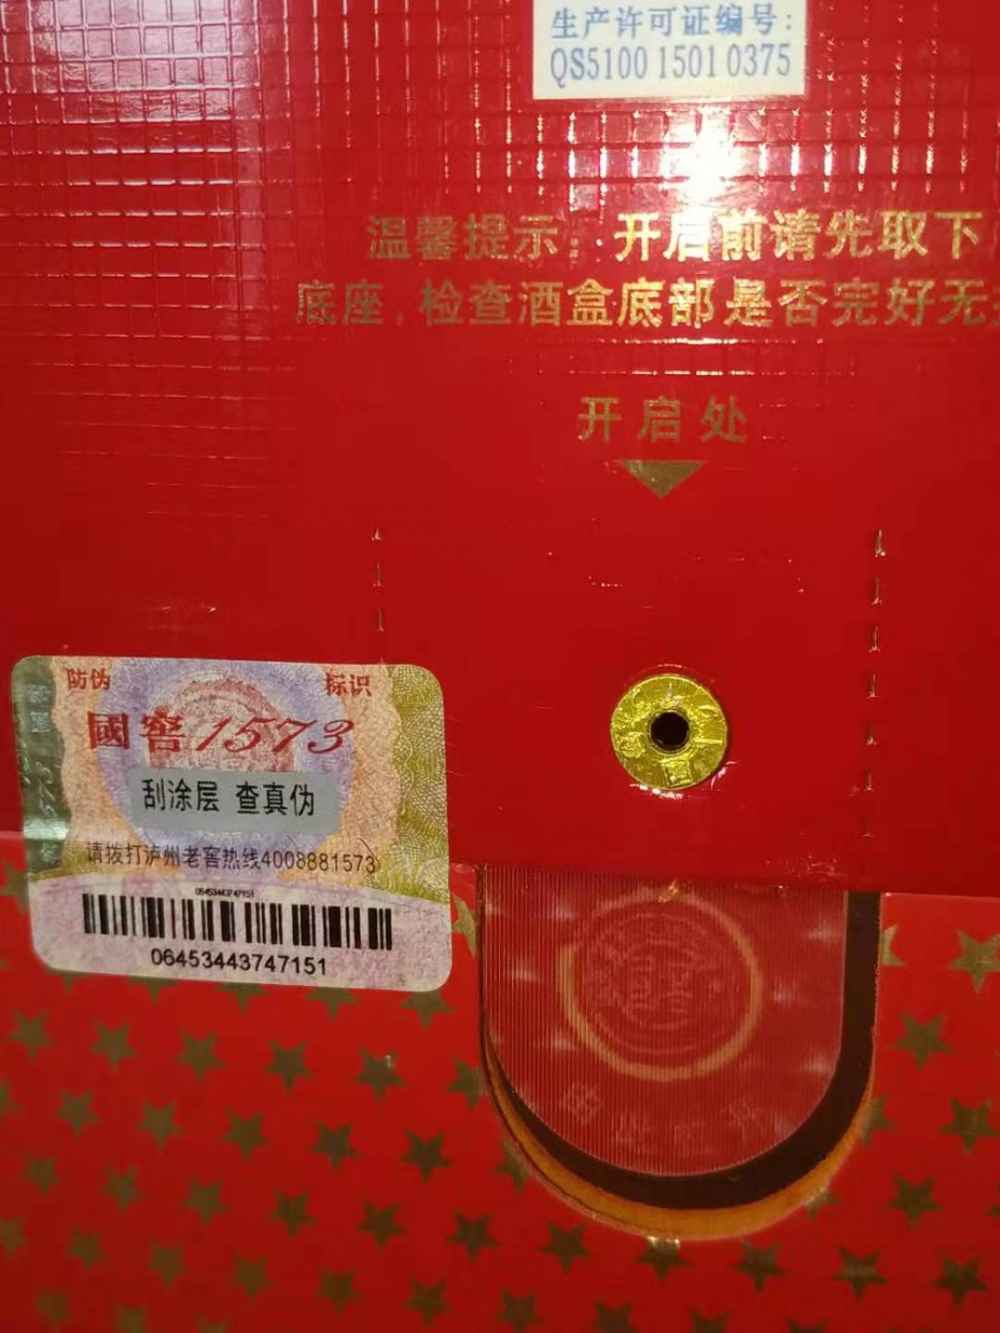 生产许可证编号:
QS5100 1501 0375
温馨提示:开启前请先取下
底座,检查酒盒底部是否完好无
开启处
防伪 标识
國窖1573
刮涂层 查真伪
请拨打泸州老窖热线4008881573
06453443747151
06453443747151